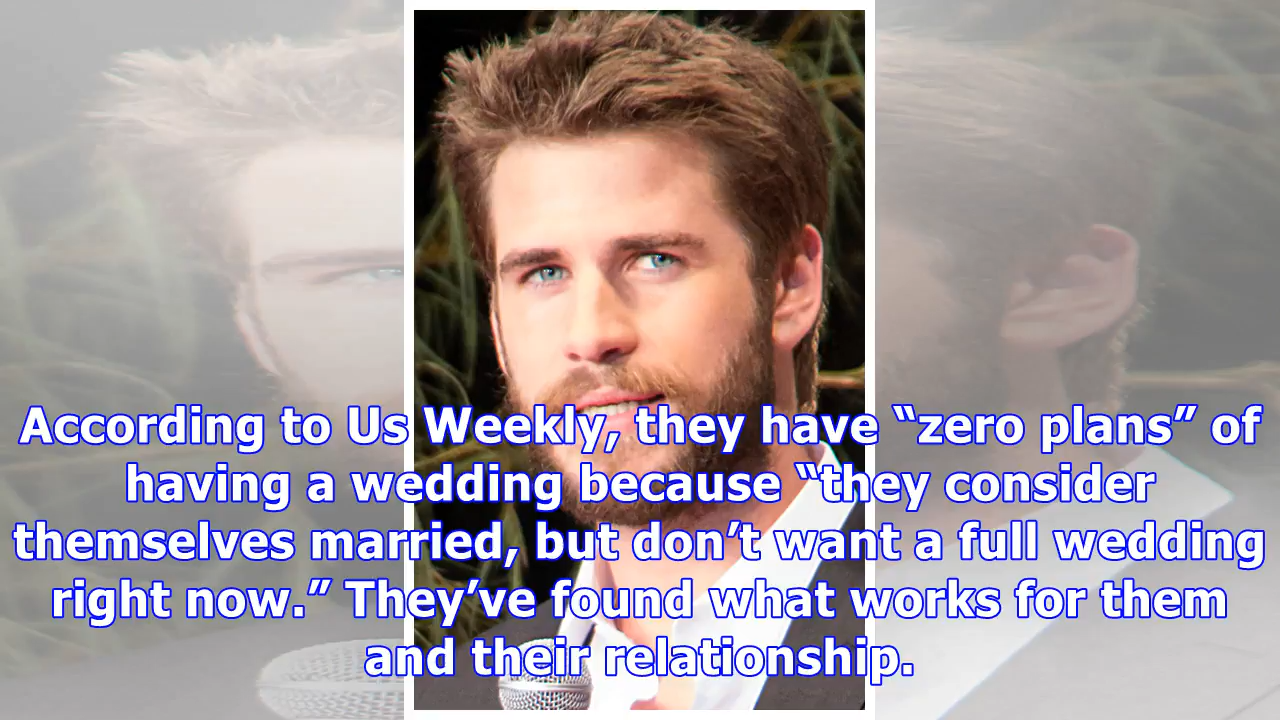 According to Us Weekly, they have “zero plans” of
having a wedding because “they consider
themselves married, but don’t want a full wedding
right now.” They’ve found what works for them
and their relationship.